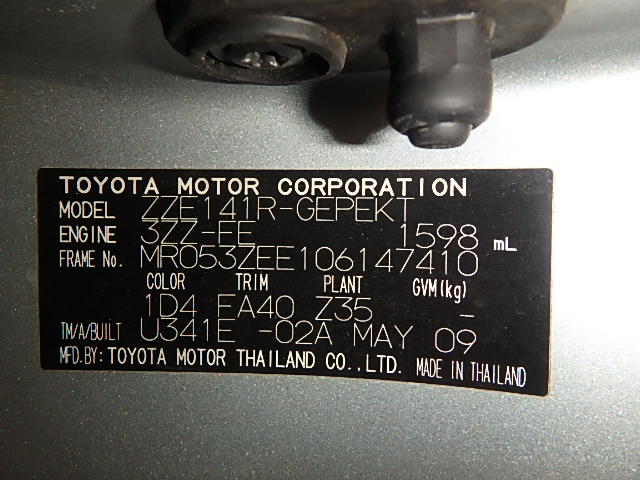 TOYOTA MOTOR CORPORATION
MODEL ZZE141R-GEPEKT
ENGINE 3ZZ-FE 1598 mL
FRAME No. MR053ZEE106147410
COLOR TRIM PLANT GVM(kg)
1D4 FA40 Z35 -
TM/A/BUILT U341E -02A MAY 09
MFD.BY: TOYOTA MOTOR THAILAND CO.,LTD. MADE IN THAILAND